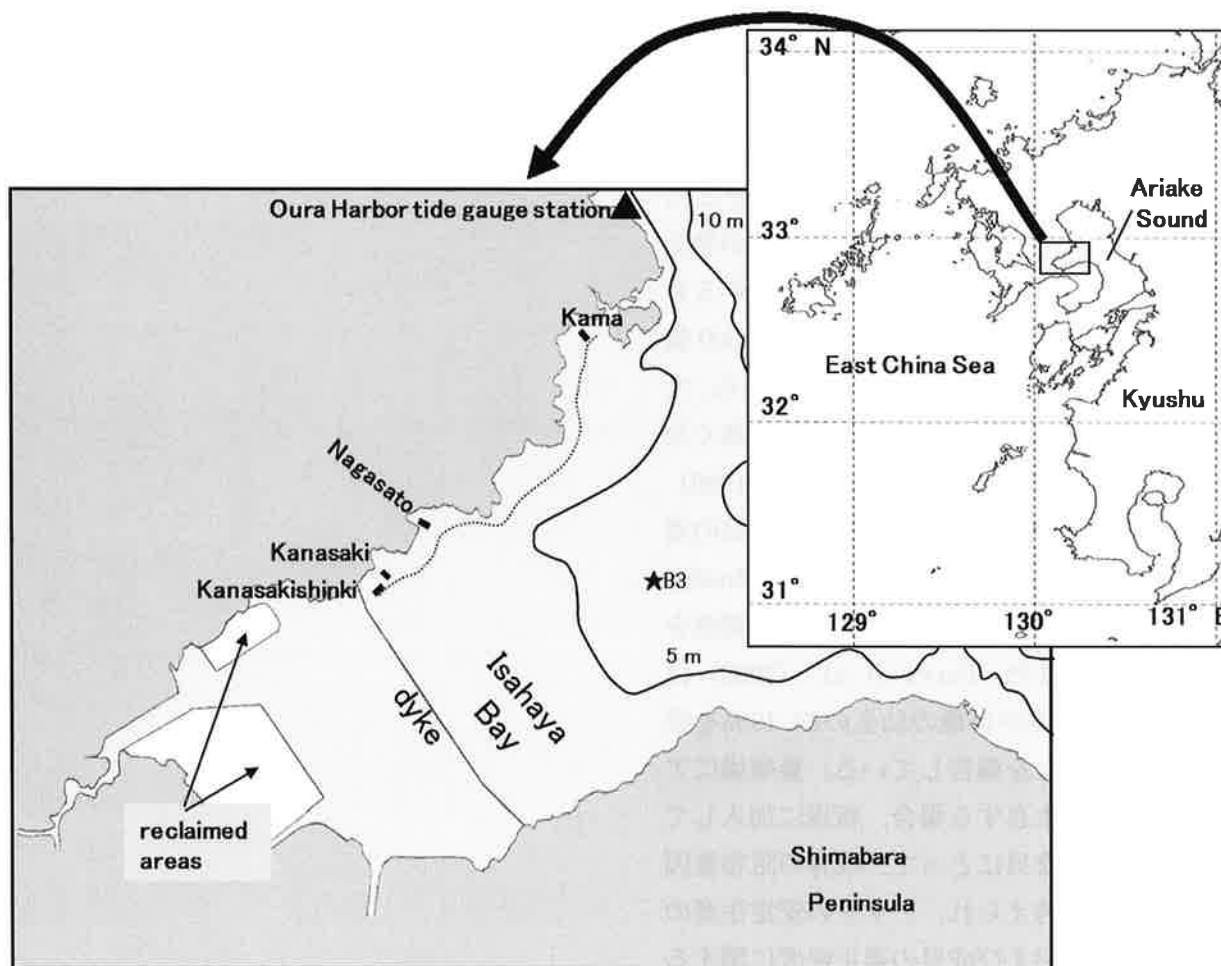 34° N
Ariake
Sound
33°
East China Sea
Kyushu
32°
31°
129°
130°
131° E
Oura Harbor tide gauge station
10 m
Kama
Nagasato
Kanasaki
Kanasakishinki
B3
5 m
Isahaya
Bay
dyke
reclaimed
areas
Shimabara
Peninsula